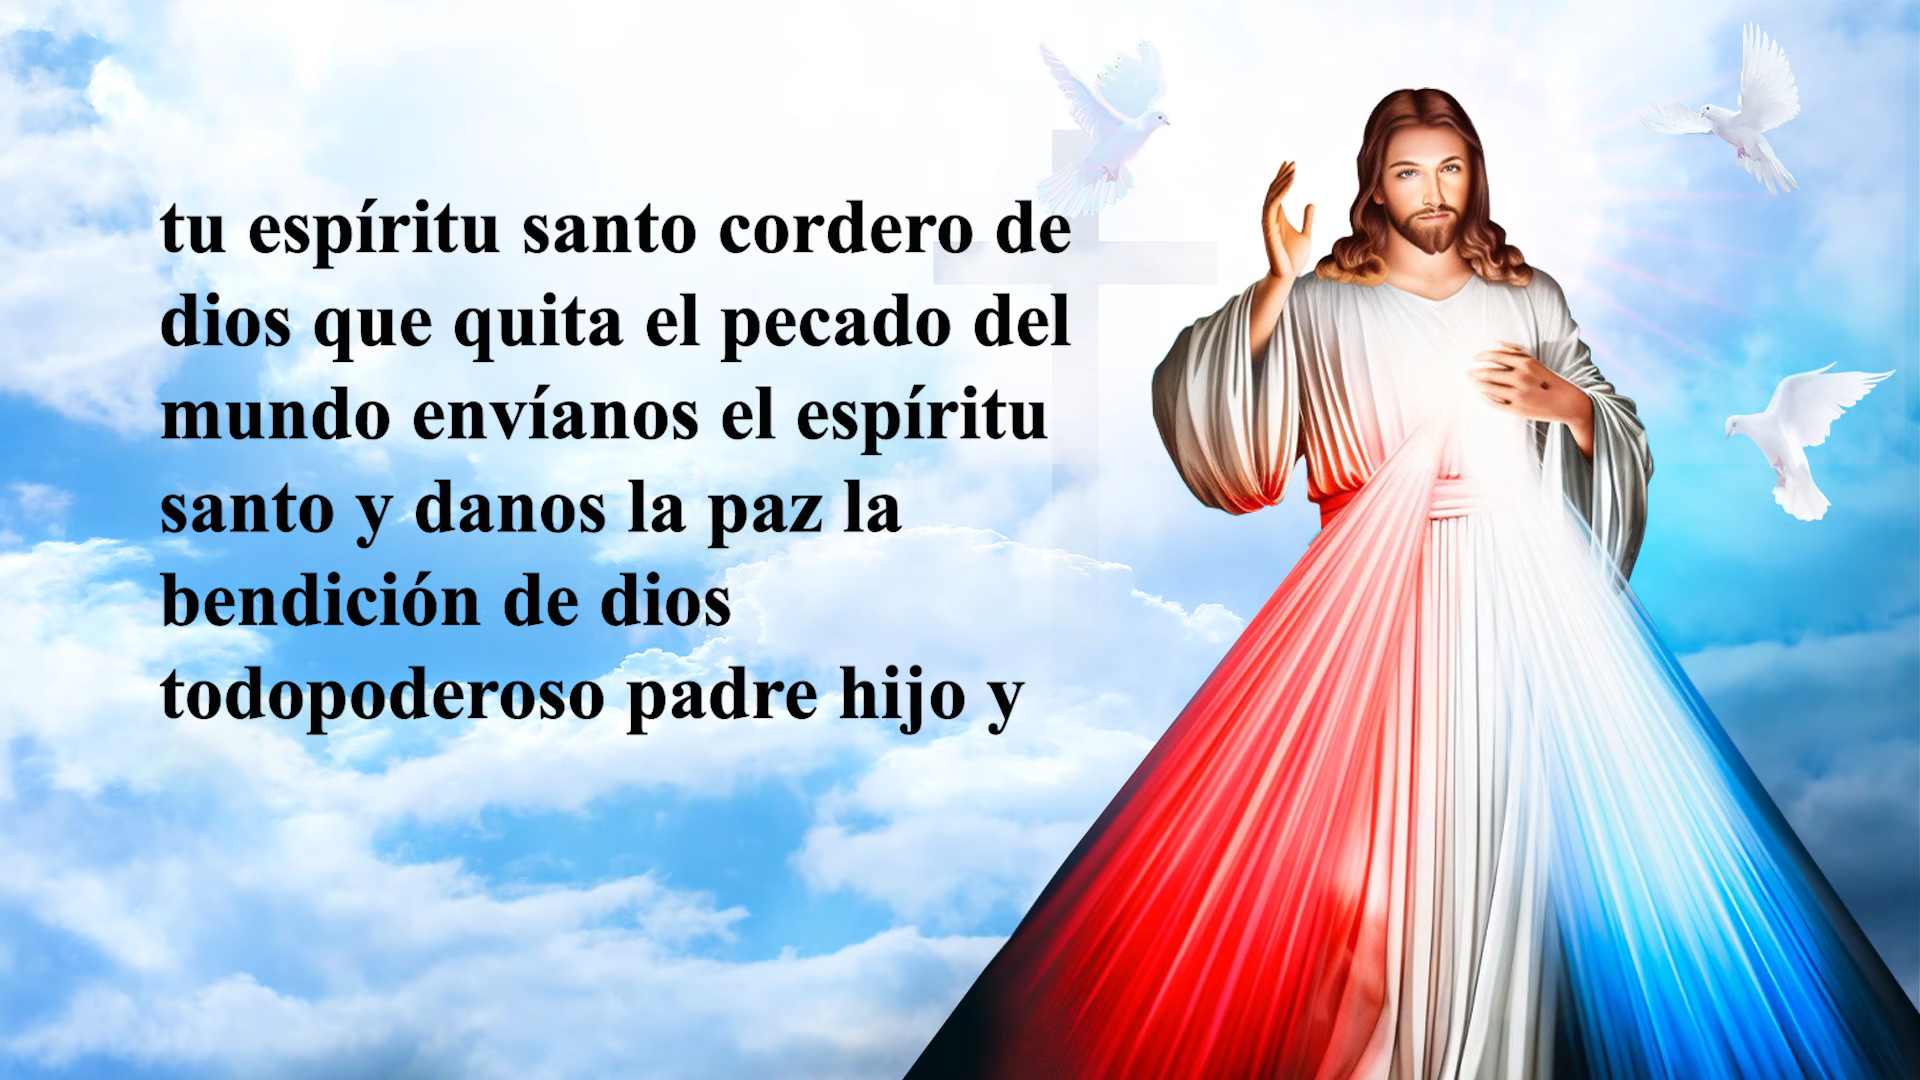 tu espíritu santo cordero de
dios que quita el pecado del
mundo envíanos el espíritu
santo y danos la paz la
bendición de dios
todopoderoso padre hijo y